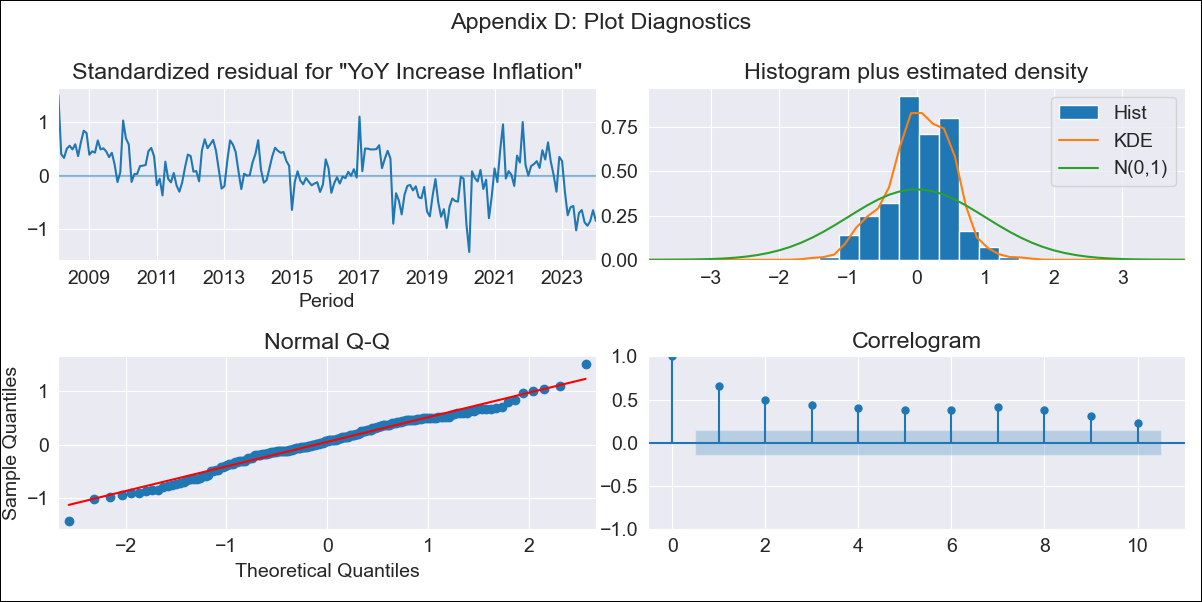 Appendix D: Plot Diagnostics
Standardized residual for "YoY Increase Inflation"
1
0
−1
2009 2011 2013 2015 2017 2019 2021 2023
Period
Histogram plus estimated density
Hist
KDE
N(0,1)
0.75
0.50
0.25
0.00
−3 −2 −1 0 1 2 3
Normal Q-Q
Sample Quantiles
1
0
−1
−2 −1 0 1 2
Theoretical Quantiles
Correlogram
1.0
0.5
0.0
−0.5
−1.0
0 2 4 6 8 10